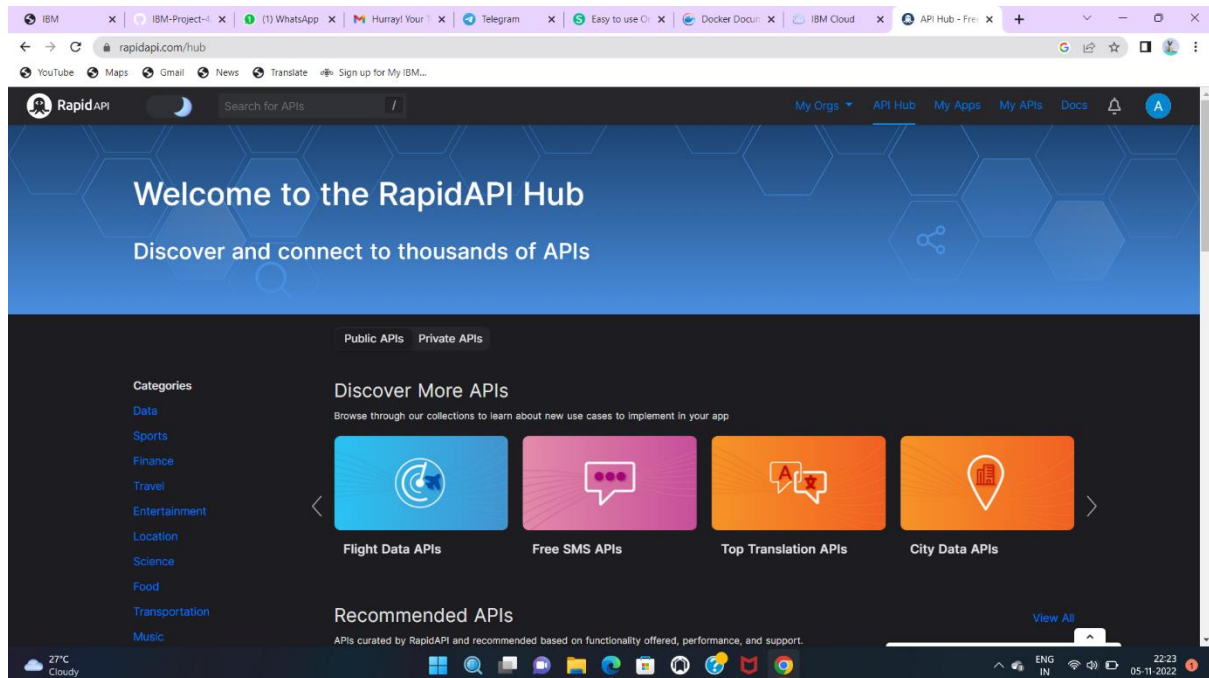 IBM
IBM-Project-4
(1) WhatsApp
Hurray! Your
Telegram
Easy to use Or
Docker Docun
IBM Cloud
API Hub - Free
rapidapi.com/hub
YouTube Maps Gmail News Translate Sign up for My IBM...
RapidAPI
Search for APIs
/
My Orgs API Hub My Apps My APIs Docs
A
Welcome to the RapidAPI Hub
Discover and connect to thousands of APIs
Public APIs Private APIs
Categories
Data
Sports
Finance
Travel
Entertainment
Location
Science
Food
Transportation
Music
Discover More APIs
Browse through our collections to learn about new use cases to implement in your app
Flight Data APIs
Free SMS APIs
Top Translation APIs
City Data APIs
Recommended APIs
View All
APIs curated by RapidAPI and recommended based on functionality offered, performance, and support.
27°C
Cloudy
ENG
IN
22:23
05-11-2022
1